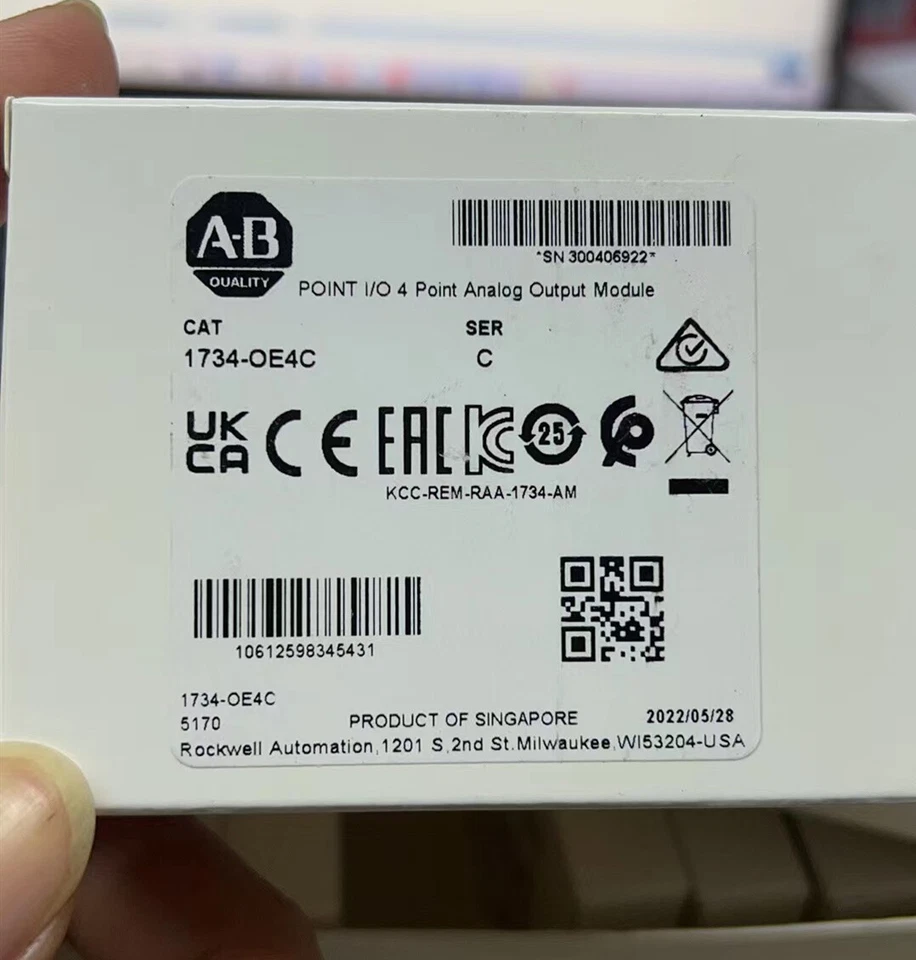 A-B
QUALITY
*SN 300406922*
POINT I/O 4 Point Analog Output Module
CAT
SER
1734-OE4C
C
UK
CA
CE
EAC
KC
25
KCC-REM-RAA-1734-AM
10612598345431
1734-OE4C
5170
PRODUCT OF SINGAPORE
2022/05/28
Rockwell Automation,1201 S,2nd St.Milwaukee,WI53204-USA